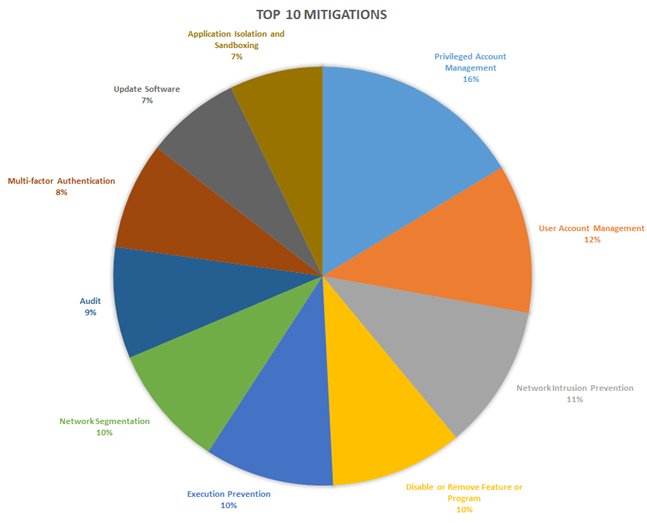 TOP 10 MITIGATIONS
Application Isolation and
Sandboxing
7%
Privileged Account
Management
16%
Update Software
7%
Multi-factor Authentication
8%
User Account Management
12%
Audit
9%
Network Intrusion Prevention
11%
Network Segmentation
10%
Execution Prevention
10%
Disable or Remove Feature or
Program
10%